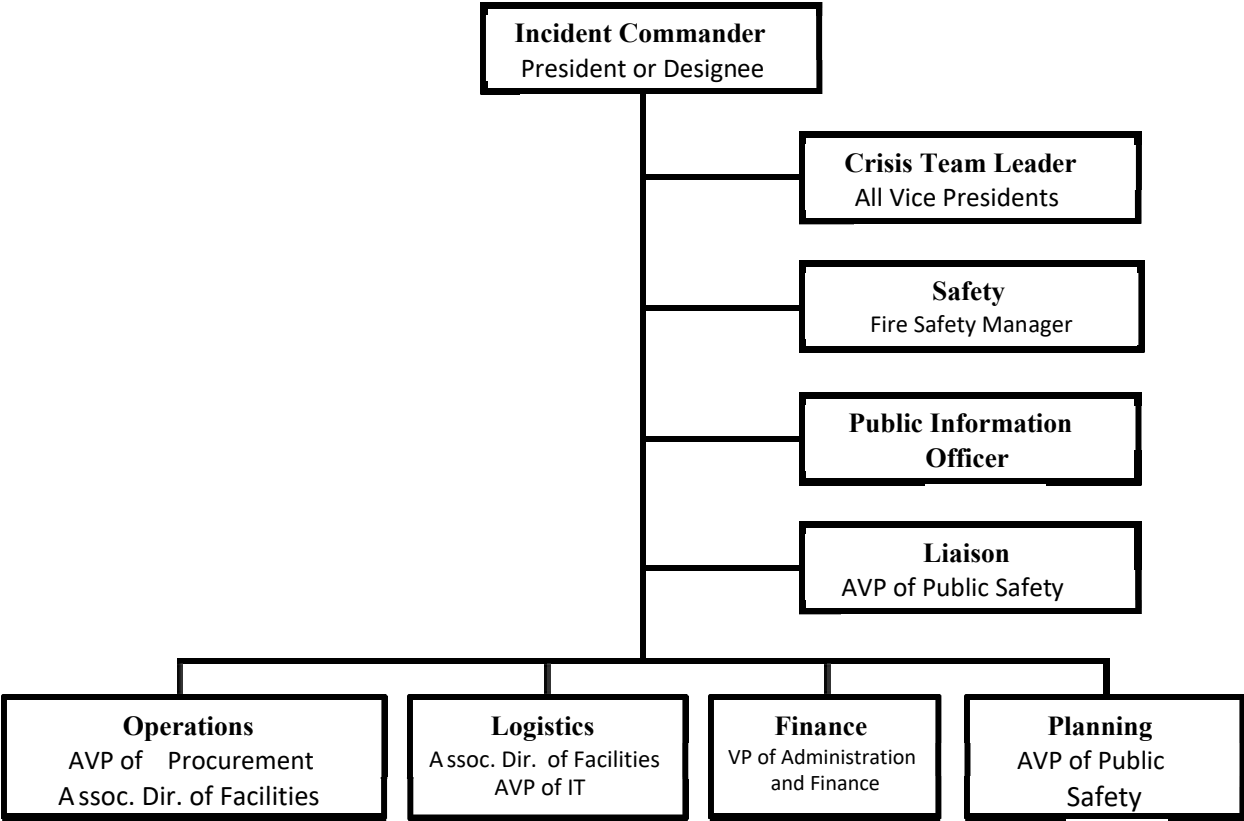 Incident Commander
President or Designee
Crisis Team Leader
All Vice Presidents
Safety
Fire Safety Manager
Public Information
Officer
Liaison
AVP of Public Safety
Operations
AVP of Procurement
Assoc. Dir. of Facilities
Logistics
Assoc. Dir. of Facilities
AVP of IT
Finance
VP of Administration
and Finance
Planning
AVP of Public
Safety